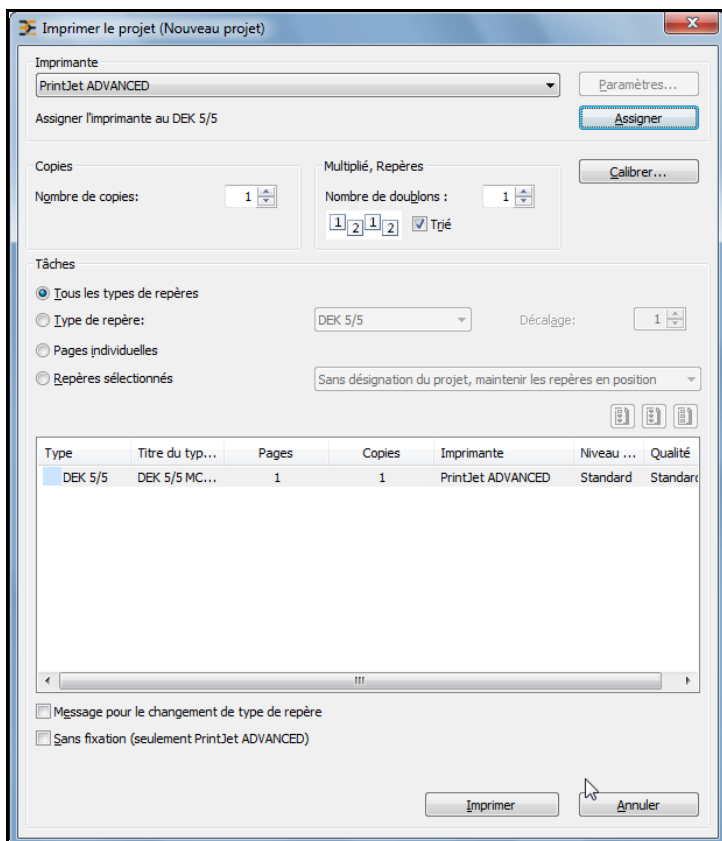 Imprimer le projet (Nouveau projet)
Imprimante
PrintJet ADVANCED
Paramètres...
Assigner l'imprimante au DEK 5/5
Assigner
Copies
Multiplié, Repères
Calibrer...
Nombre de copies: 1
Nombre de doublons : 1
1 2 1 2 Trié
Tâches
Tous les types de repères
Type de repère: DEK 5/5 Décalage: 1
Pages individuelles
Repères sélectionnés Sans désignation du projet, maintenir les repères en position
Type Titre du typ... Pages Copies Imprimante Niveau ... Qualité
DEK 5/5 DEK 5/5 MC... 1 1 PrintJet ADVANCED Standard Standard
Message pour le changement de type de repère
Sans fixation (seulement PrintJet ADVANCED)
Imprimer Annuler